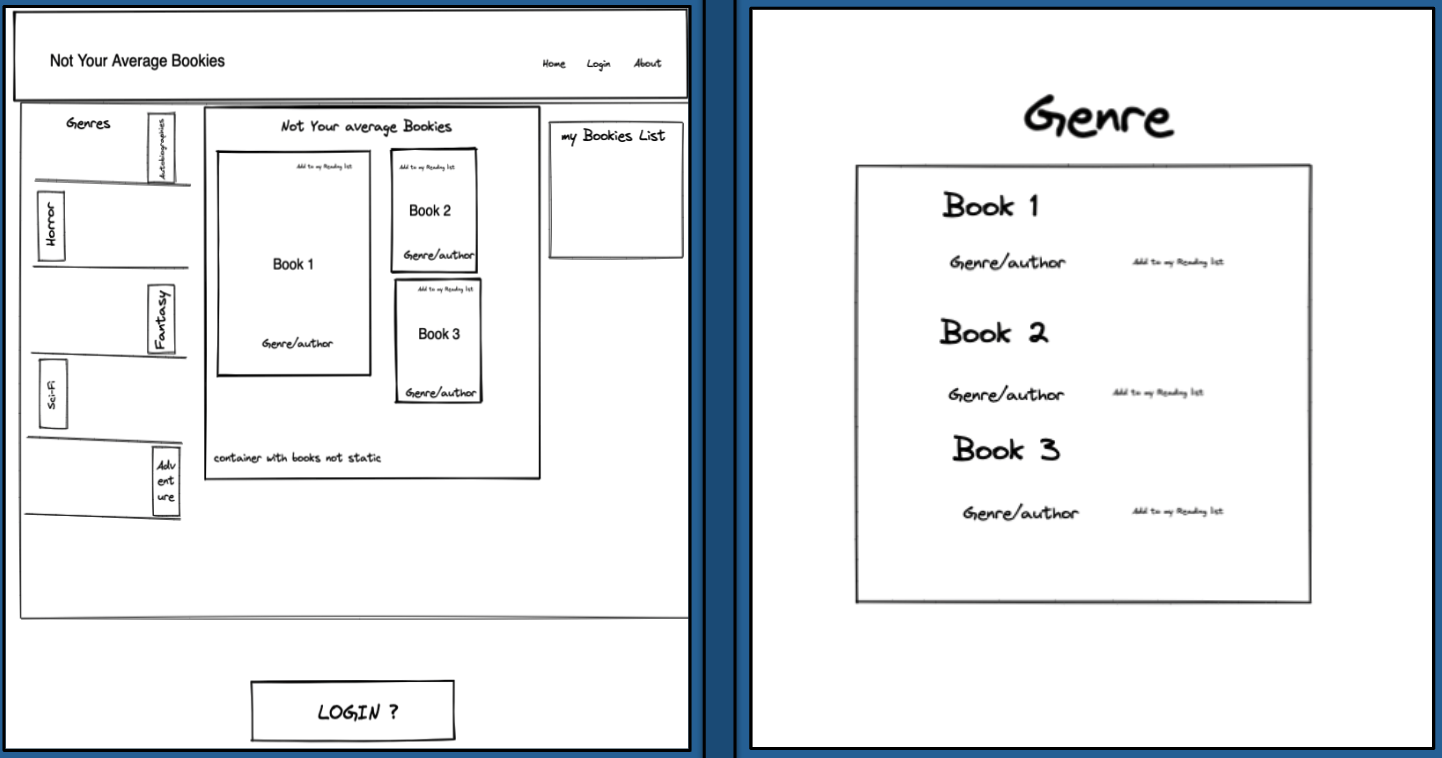 Not Your Average Bookies
Home Login About
Genres
Autobiographies
Horror
Fantasy
Sci-Fi
Adv
ent
ure
Not Your average Bookies
Add to my Reading list
Book 1
Genre/author
Add to my Reading list
Book 2
Genre/author
Add to my Reading list
Book 3
Genre/author
container with books not static
my Bookies List
LOGIN ?
Genre
Book 1
Genre/author Add to my Reading list
Book 2
Genre/author Add to my Reading list
Book 3
Genre/author Add to my Reading list